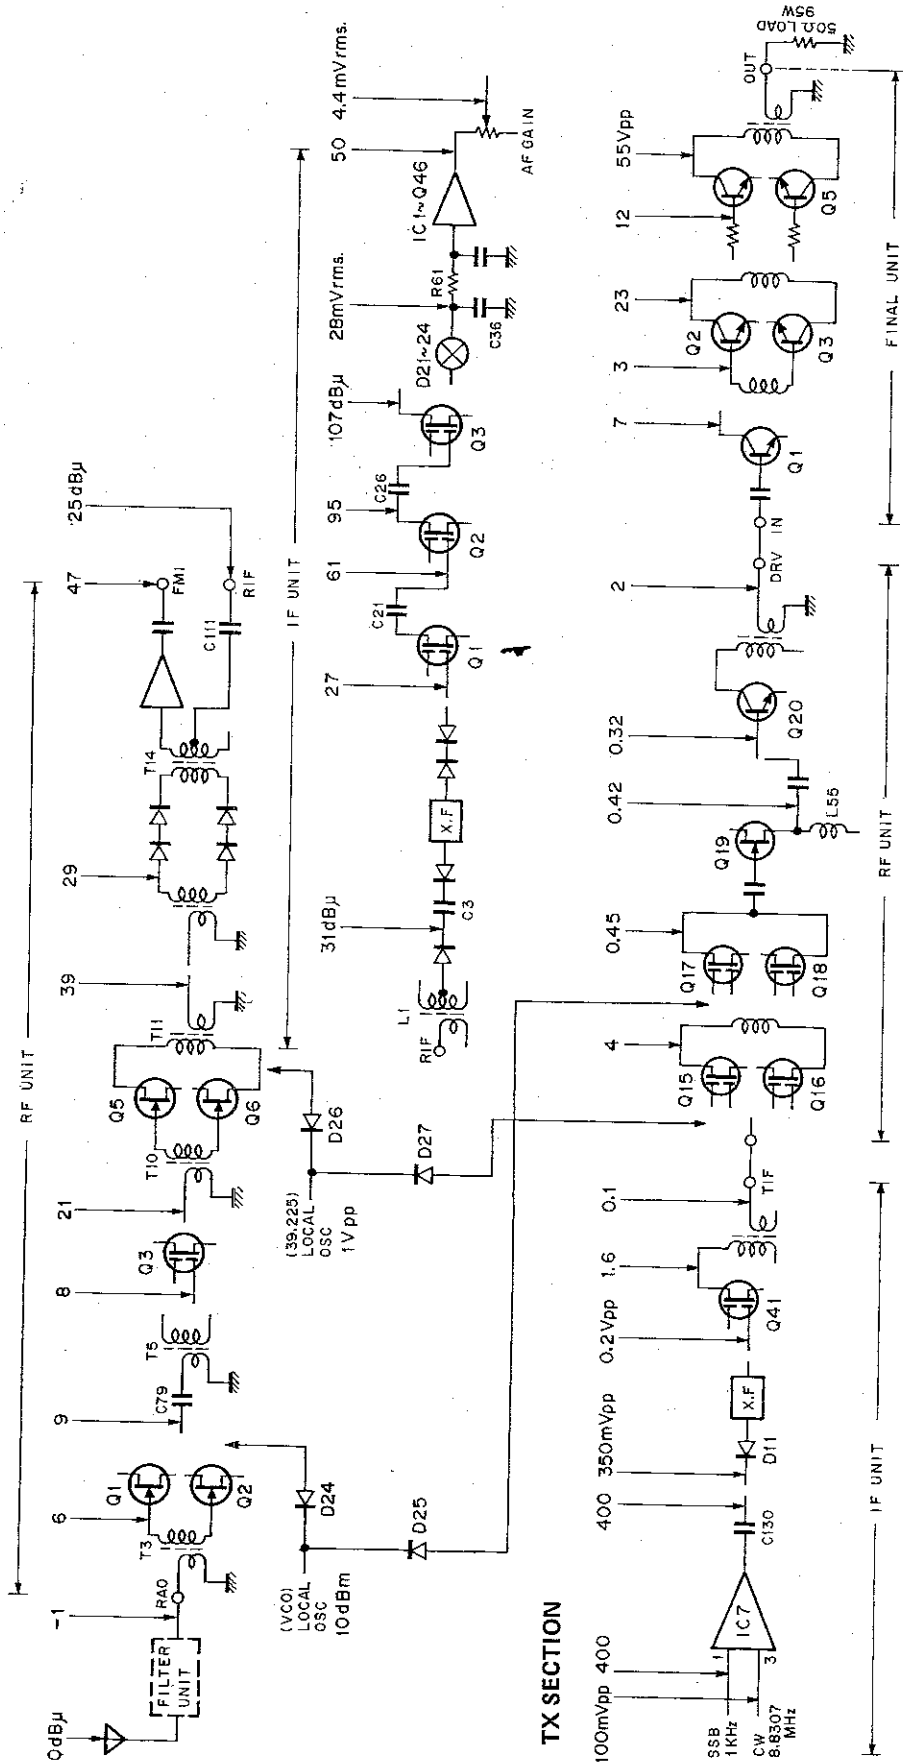 RF UNIT
0dBμ
-1
6
9
8
21
39
29
47
25dBμ
FILTER
UNIT
RAO
T3
Q1
Q2
C79
T5
Q3
T10
Q5
Q6
T11
T14
FM1
C111
RIF
(VCO)
LOCAL
OSC
10dBm
D24
D25
(39.225)
LOCAL
OSC
1Vpp
D26
D27
IF UNIT
31dBμ
27
61
95
107dBμ
28mVrms.
50
4.4mVrms.
RIF
L1
C3
X.F
Q1
C21
Q2
C26
Q3
D21~24
C36
R61
IC1~Q46
AF GAIN
TX SECTION
100mVpp
400
400
350mVpp
0.2Vpp
1.6
0.1
4
0.45
0.42
0.32
2
7
3
23
12
55Vpp
SSB
1KHz
CW
8.8307
MHz
1
3
IC7
C130
D11
X.F
Q41
TIF
Q15
Q16
Q17
Q18
Q19
L55
Q20
DRV
IN
Q1
Q2
Q3
Q5
OUT
50Ω LOAD
95W
IF UNIT
RF UNIT
FINAL UNIT